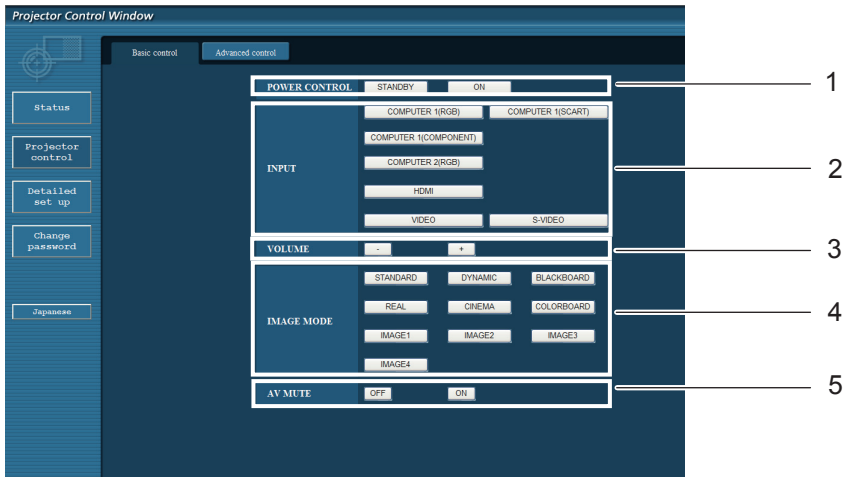 Projector Control Window
Basic control Advanced control
POWER CONTROL STANDBY ON 1
Status
COMPUTER 1(RGB) COMPUTER 1(SCART)
COMPUTER 1(COMPONENT)
Projector
control
INPUT COMPUTER 2(RGB) 2
Detailed
set up
HDMI
VIDEO S-VIDEO
Change
password
VOLUME - + 3
STANDARD DYNAMIC BLACKBOARD
Japanese
REAL CINEMA COLORBOARD
IMAGE MODE 4
IMAGE1 IMAGE2 IMAGE3
IMAGE4
AV MUTE OFF ON 5